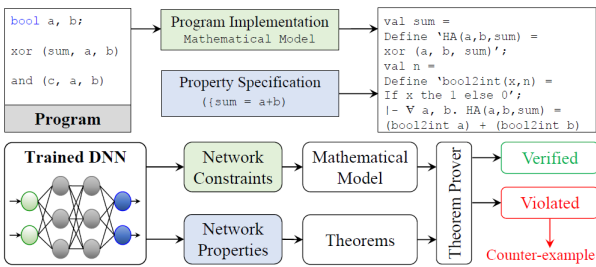 bool a, b;
xor (sum, a, b)
and (c, a, b)
Program
Program Implementation
Mathematical Model
Property Specification
({sum = a+b)
val sum =
Define ‘HA(a,b,sum) =
xor (a, b, sum)’;
val n =
Define ‘bool2int(x,n) =
If x the 1 else 0’;
|- ∀ a, b. HA(a,b,sum) =
(bool2int a) + (bool2int b)
Trained DNN
Network
Constraints
Mathematical
Model
Network
Properties
Theorems
Theorem Prover
Verified
Violated
Counter-example